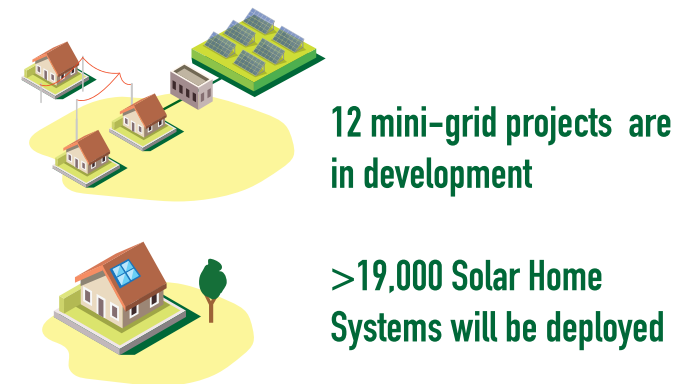 12 mini-grid projects are
in development
>19,000 Solar Home
Systems will be deployed